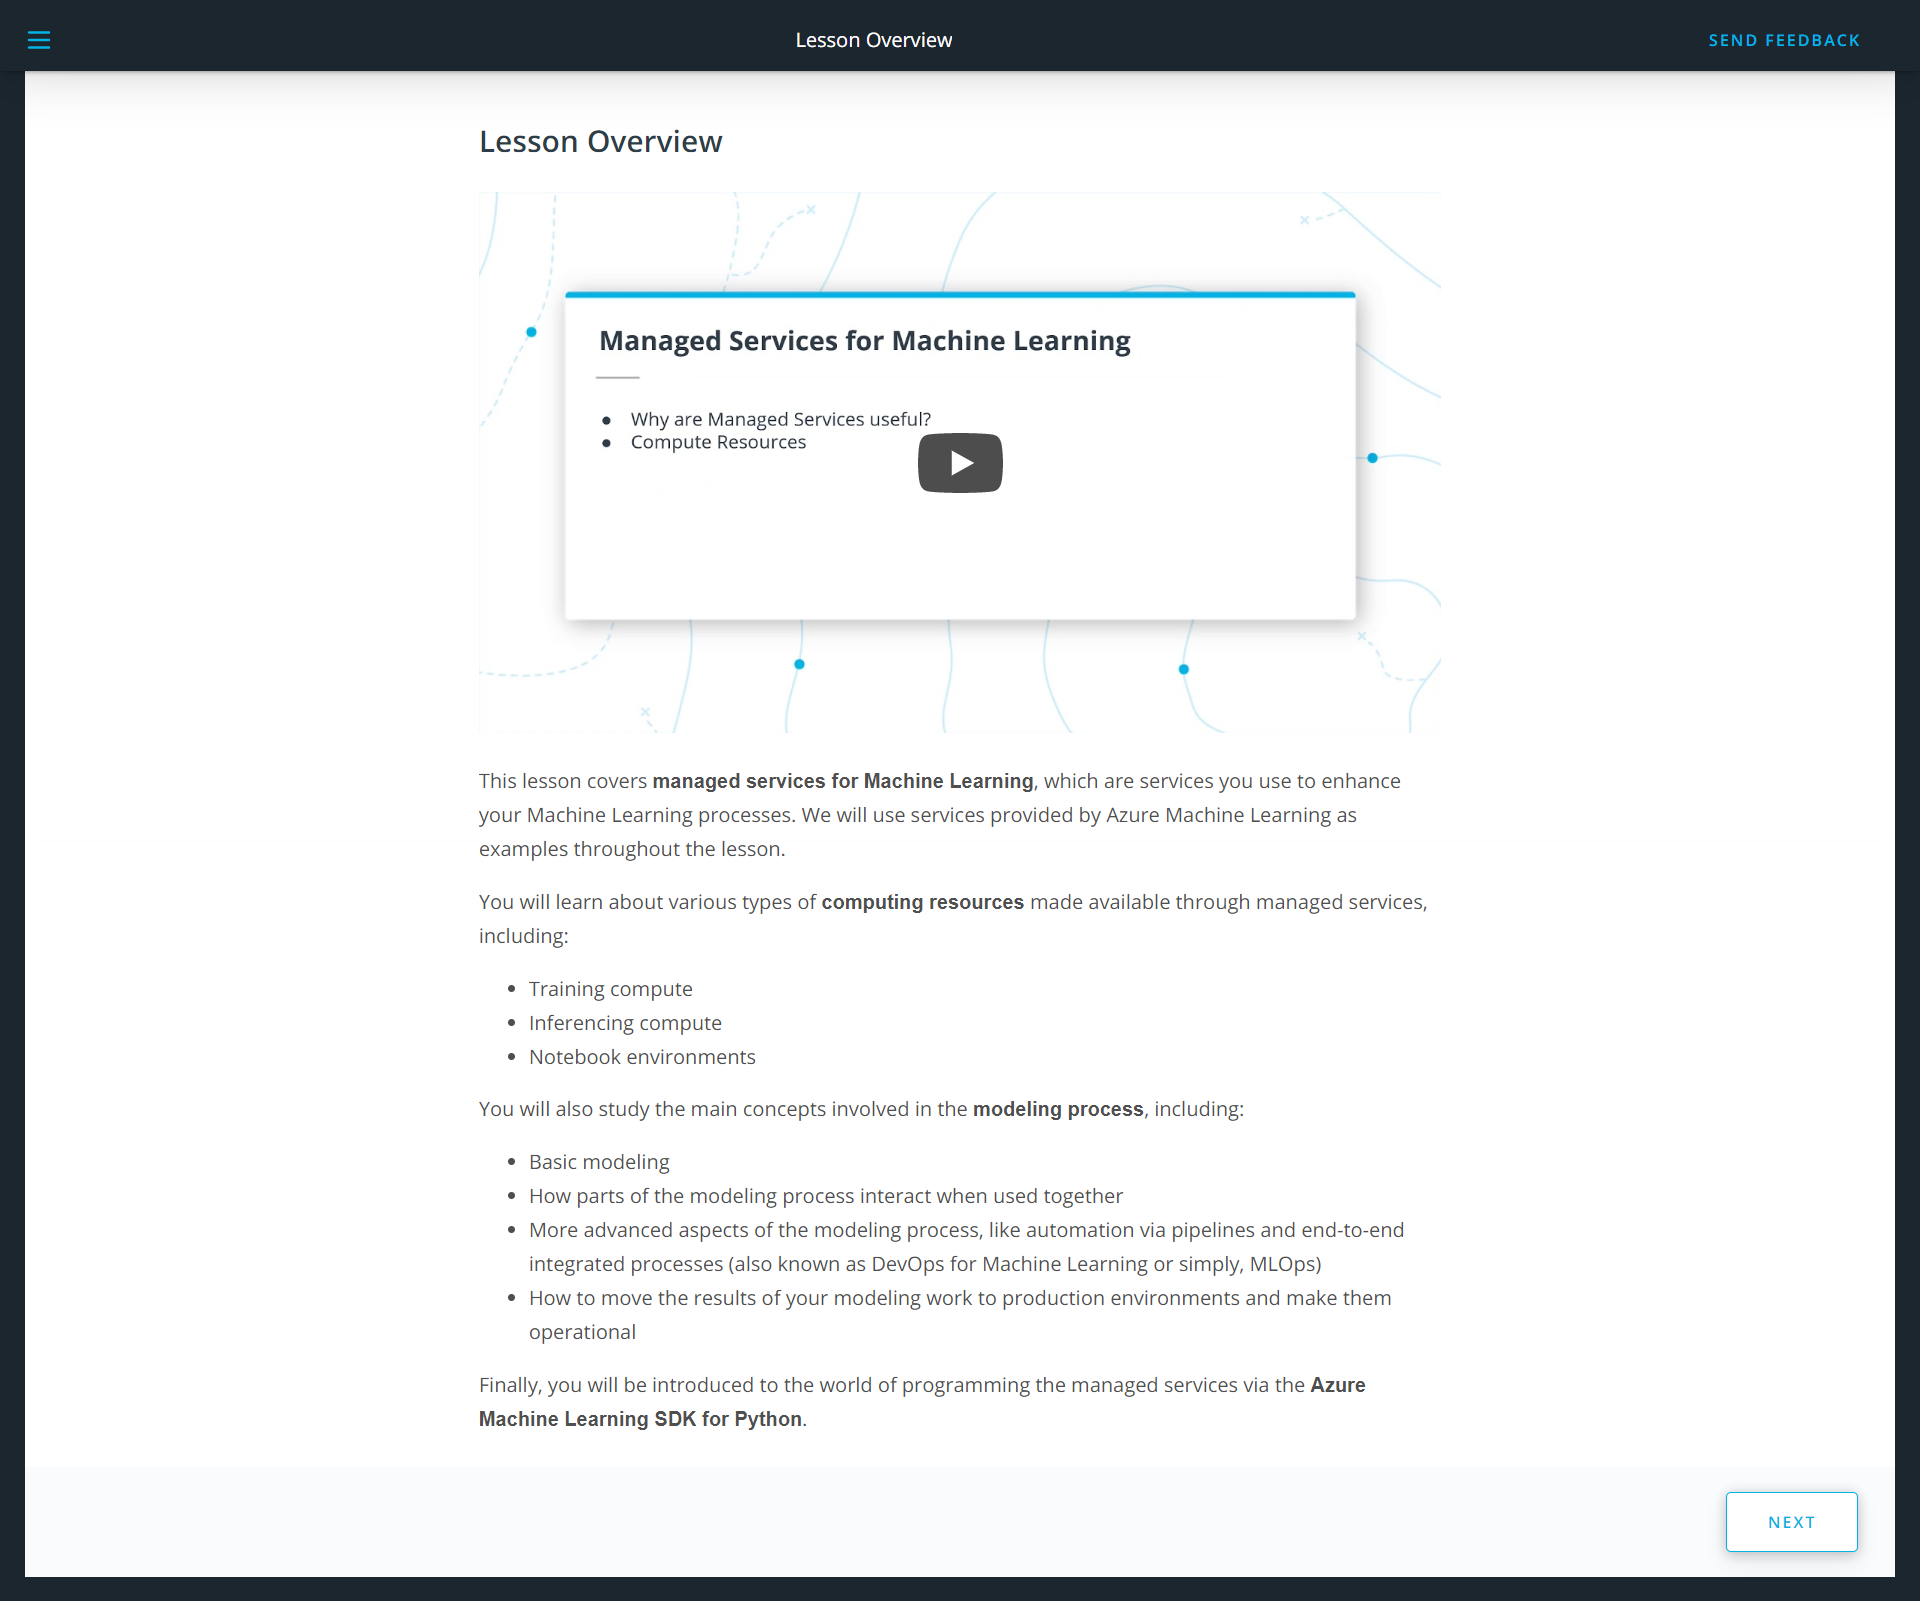 Lesson Overview
SEND FEEDBACK
Lesson Overview
Managed Services for Machine Learning
● Why are Managed Services useful?
● Compute Resources
This lesson covers managed services for Machine Learning, which are services you use to enhance
your Machine Learning processes. We will use services provided by Azure Machine Learning as
examples throughout the lesson.
You will learn about various types of computing resources made available through managed services,
including:
• Training compute
• Inferencing compute
• Notebook environments
You will also study the main concepts involved in the modeling process, including:
• Basic modeling
• How parts of the modeling process interact when used together
• More advanced aspects of the modeling process, like automation via pipelines and end-to-end
integrated processes (also known as DevOps for Machine Learning or simply, MLOps)
• How to move the results of your modeling work to production environments and make them
operational
Finally, you will be introduced to the world of programming the managed services via the Azure
Machine Learning SDK for Python.
NEXT